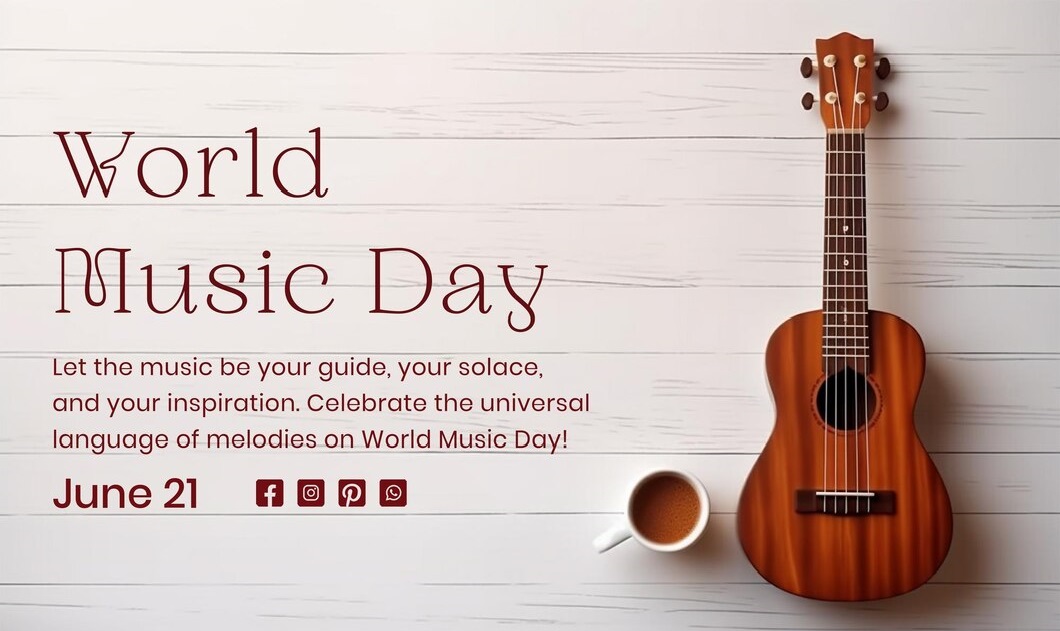 World
Music Day
Let the music be your guide, your solace,
and your inspiration. Celebrate the universal
language of melodies on World Music Day!
June 21